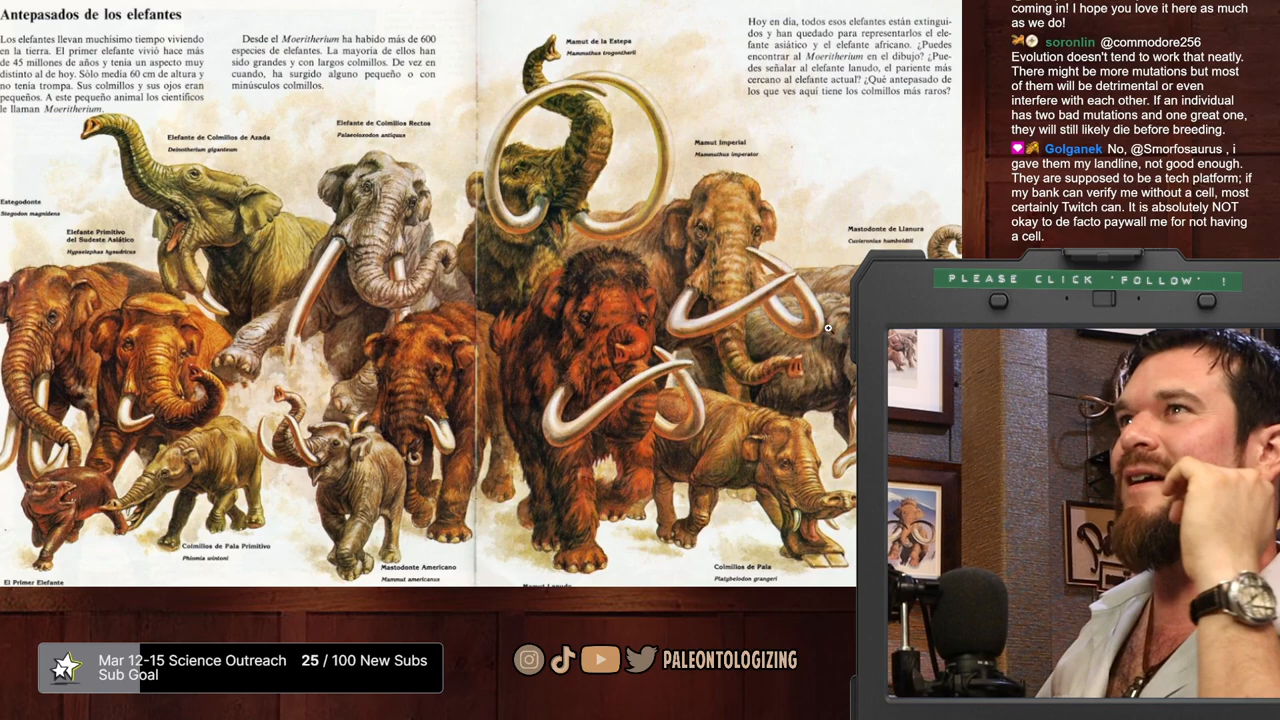 Antepasados de los elefantes
Los elefantes llevan muchísimo tiempo viviendo
en la tierra. El primer elefante vivió hace más
de 45 millones de años y tenía un aspecto muy
distinto al de hoy. Sólo media 60 cm de altura y
no tenía trompa. Sus colmillos y sus ojos eran
pequeños. A este pequeño animal los científicos
le llaman Moeritherium.
Desde el Moeritherium ha habido más de 600
especies de elefantes. La mayoría de ellos han
sido grandes y con largos colmillos. De vez en
cuando, ha surgido alguno pequeño o con
minúsculos colmillos.
Hoy en día, todos esos elefantes están extingui-
dos y han quedado para representarlos el ele-
fante asiático y el elefante africano. ¿Puedes
encontrar al Moeritherium en el dibujo? ¿Pue-
des señalar al elefante lanudo, el pariente más
cercano al elefante actual? ¿Qué antepasado de
los que ves aquí tiene los colmillos más raros?
Mamut de la Estepa
Mammuthus trogontherii
Elefante de Colmillos de Azada
Deinotherium giganteum
Elefante de Colmillos Rectos
Palaeoloxodon antiquus
Mamut Imperial
Mammuthus imperator
Estegodonte
Stegodon magnidens
Elefante Primitivo
del Sudeste Asiático
Hypselephas hysudricus
Mastodonte de Llanura
Cuvieronius humboldtii
Colmillos de Pala Primitivo
Phiomia wintoni
Mastodonte Americano
Mammut americanus
Colmillos de Pala
Platybelodon grangeri
El Primer Elefante
Mamut Lanudo
coming in! I hope you love it here as much
as we do!
soronlin @commodore256
Evolution doesn't tend to work that neatly.
There might be more mutations but most
of them will be detrimental or even
interfere with each other. If an individual
has two bad mutations and one great one,
they will still likely die before breeding.
Golganek No, @Smorfosaurus , i
gave them my landline, not good enough.
They are supposed to be a tech platform; if
my bank can verify me without a cell, most
certainly Twitch can. It is absolutely NOT
okay to de facto paywall me for not having
a cell.
PLEASE CLICK 'FOLLOW' !
Mar 12-15 Science Outreach 25 / 100 New Subs
Sub Goal
PALEONTOLOGIZING